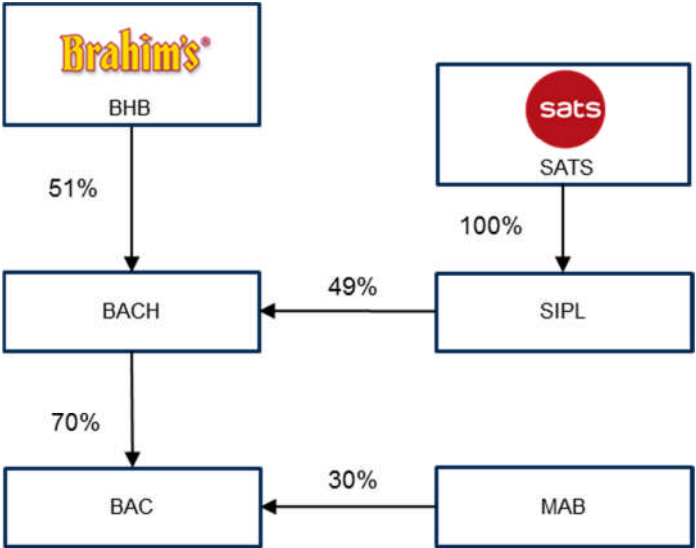 Brahim's®
BHB
sats
SATS
51%
100%
BACH
49%
SIPL
70%
BAC
30%
MAB